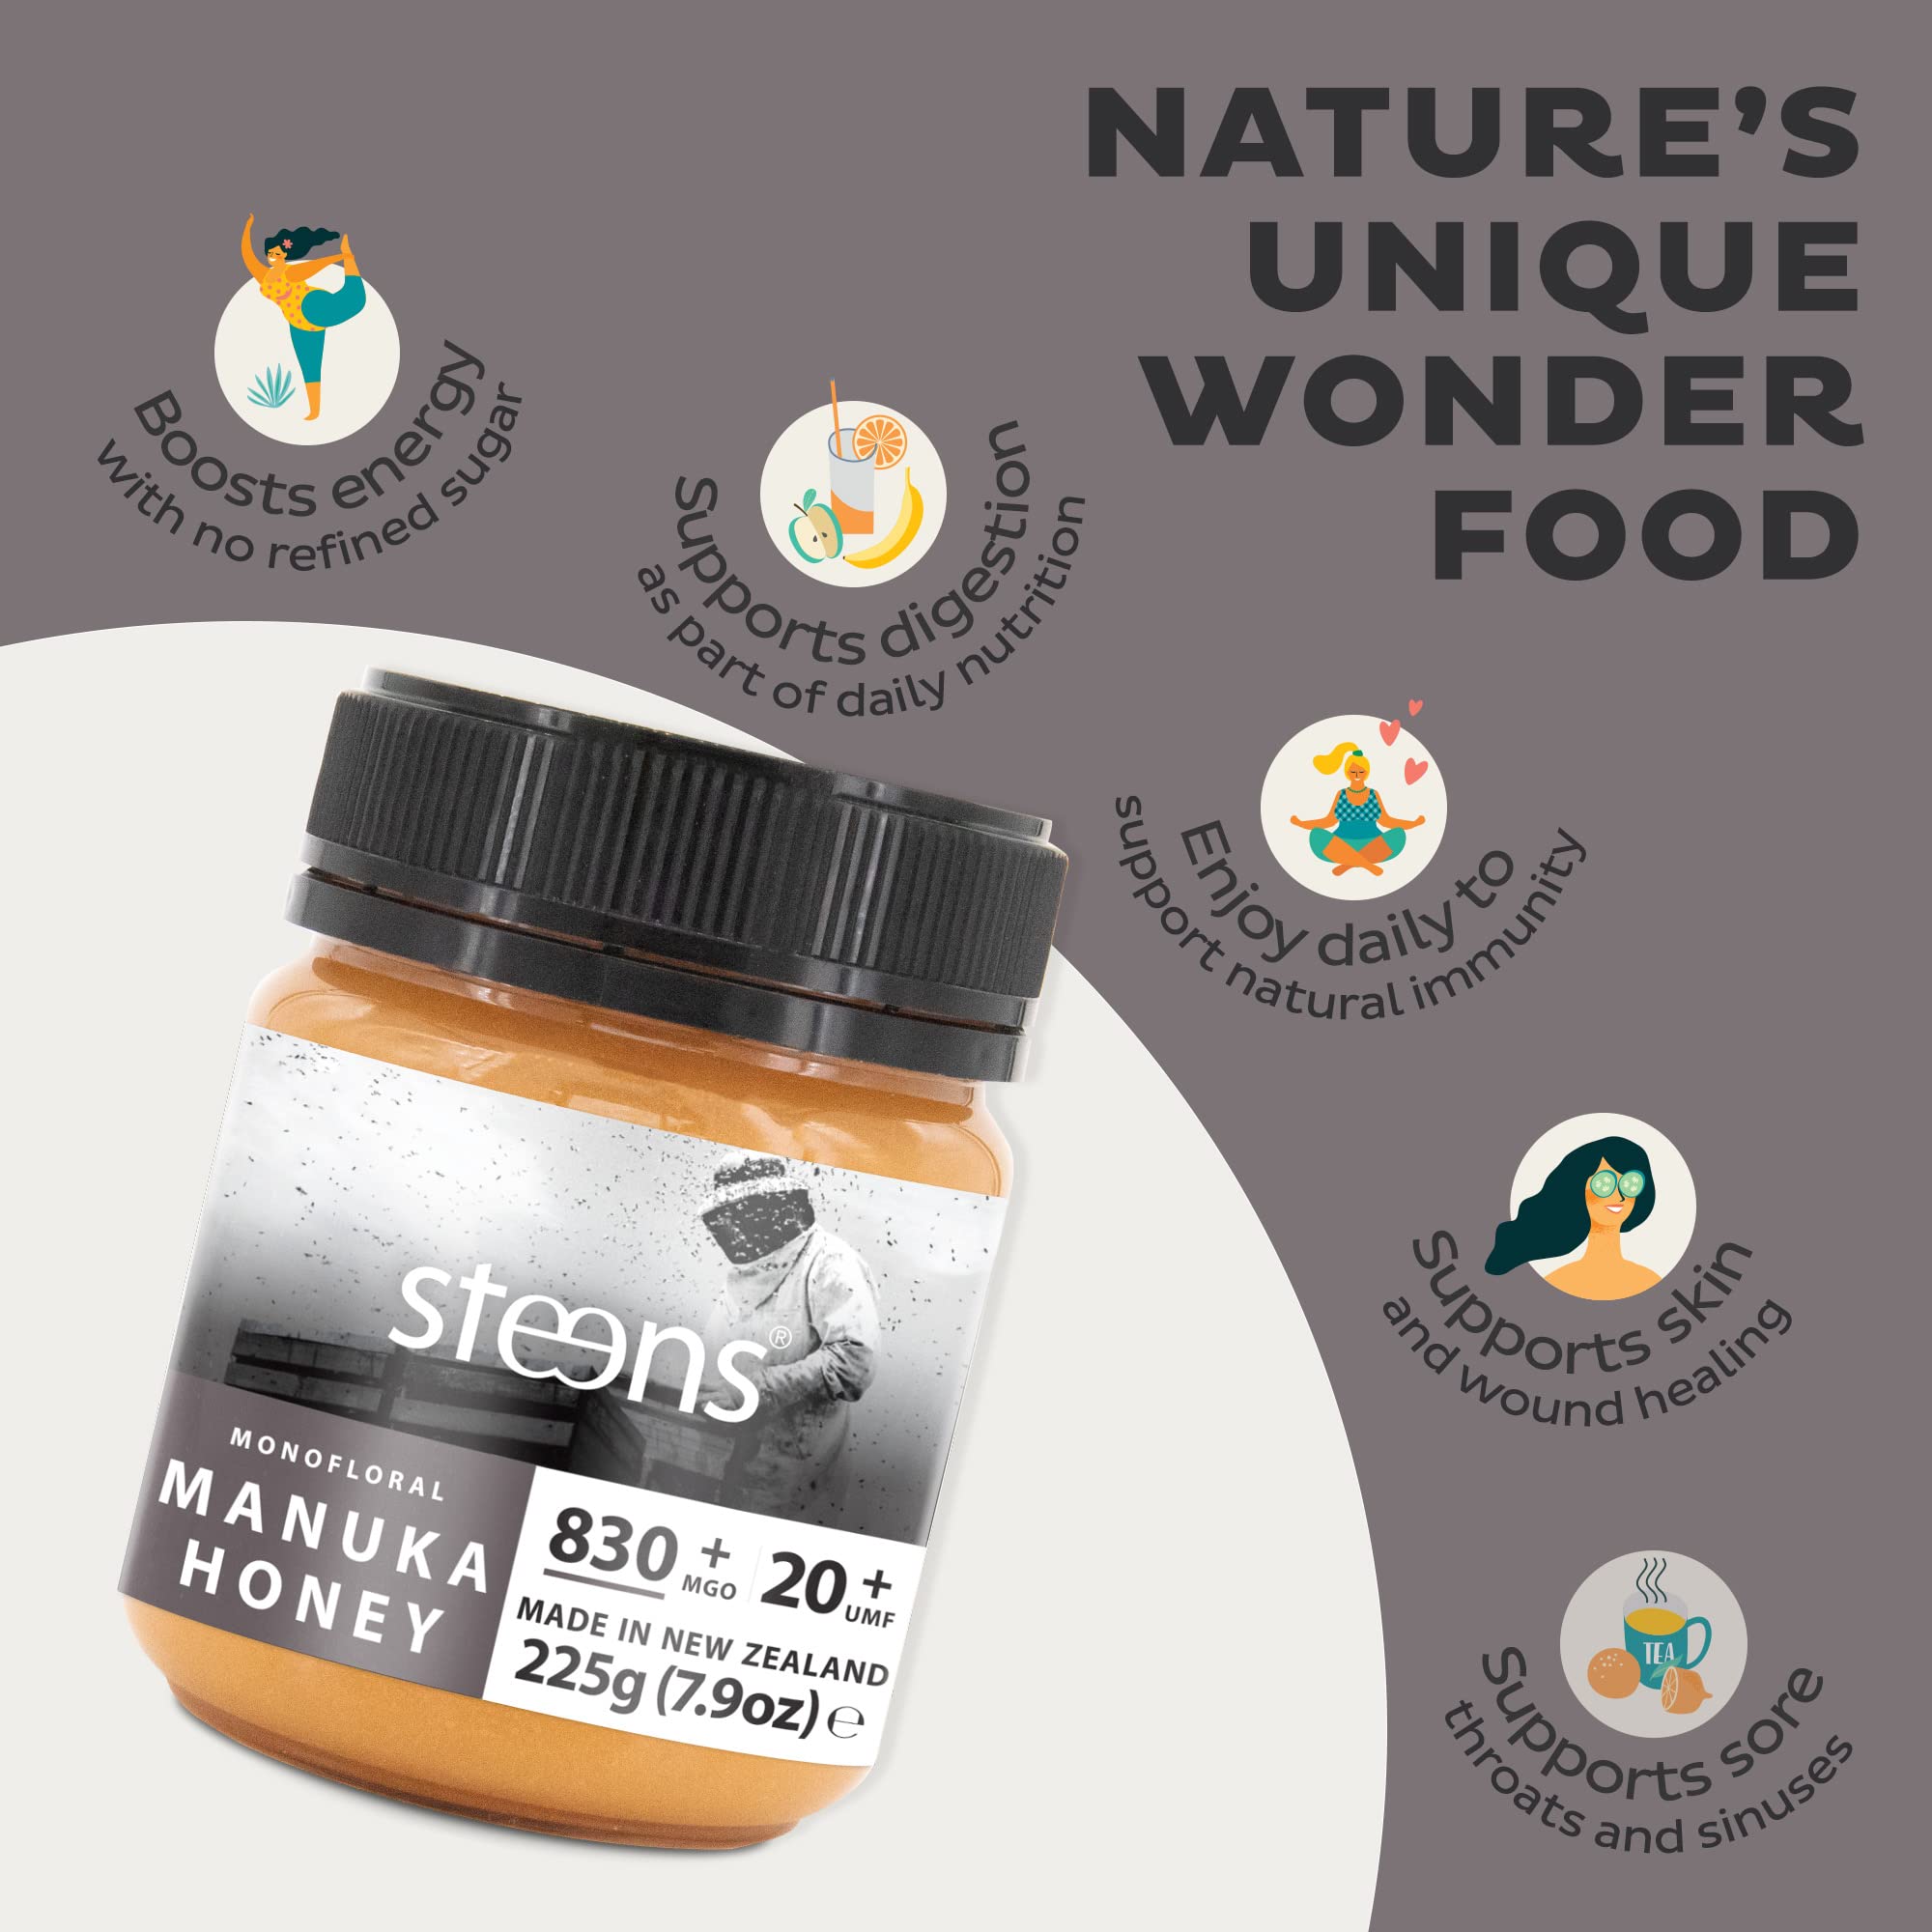 NATURE'S
UNIQUE
WONDER
FOOD
Boosts energy
with no refined sugar
Supports digestion
as part of daily nutrition
Enjoy daily to
support natural immunity
Supports skin
and wound healing
TEA
Supports sore
throats and sinuses
steens®
MONOFLORAL
MANUKA
HONEY
830+ MGO 20+ UMF
MADE IN NEW ZEALAND
225g (7.9oz) ℮